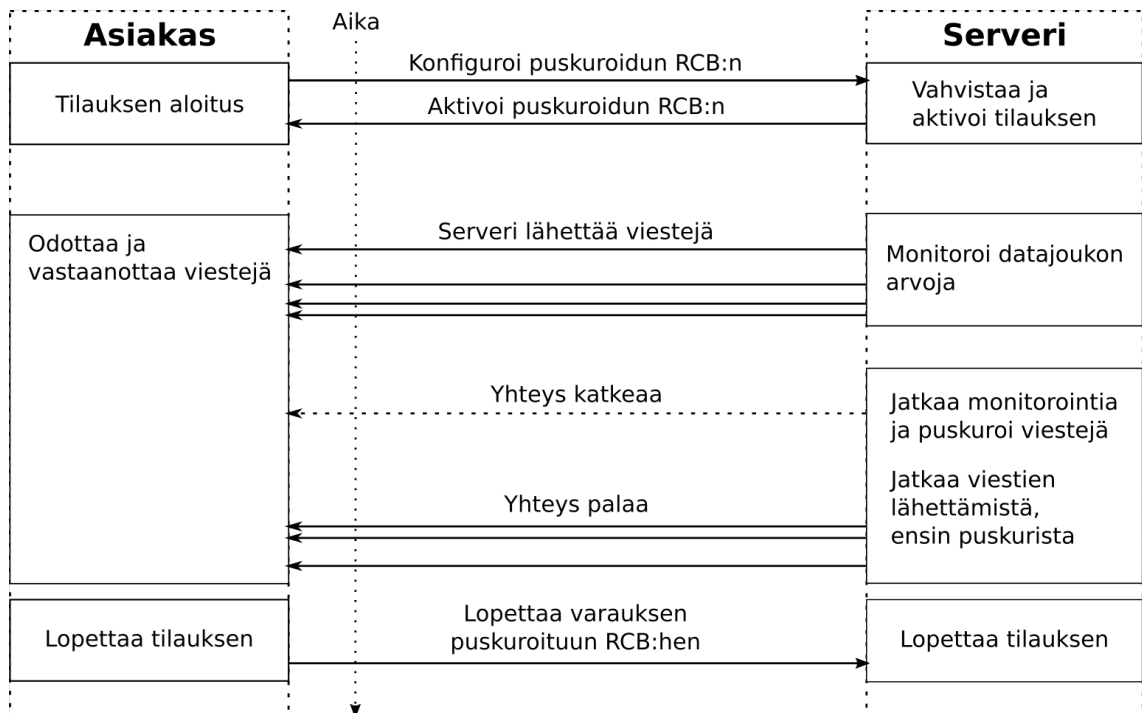 Asiakas
Aika
Serveri
Tilauksen aloitus
Konfiguroi puskuroidun RCB:n
Aktivoi puskuroidun RCB:n
Vahvistaa ja
aktivoi tilauksen
Odottaa ja
vastaanottaa viestejä
Serveri lähettää viestejä
Monitoroi datajoukon
arvoja
Yhteys katkeaa
Jatkaa monitorointia
ja puskuroi viestejä
Yhteys palaa
Jatkaa viestien
lähettämistä,
ensin puskurista
Lopettaa tilauksen
Lopettaa varauksen
puskuroituun RCB:hen
Lopettaa tilauksen